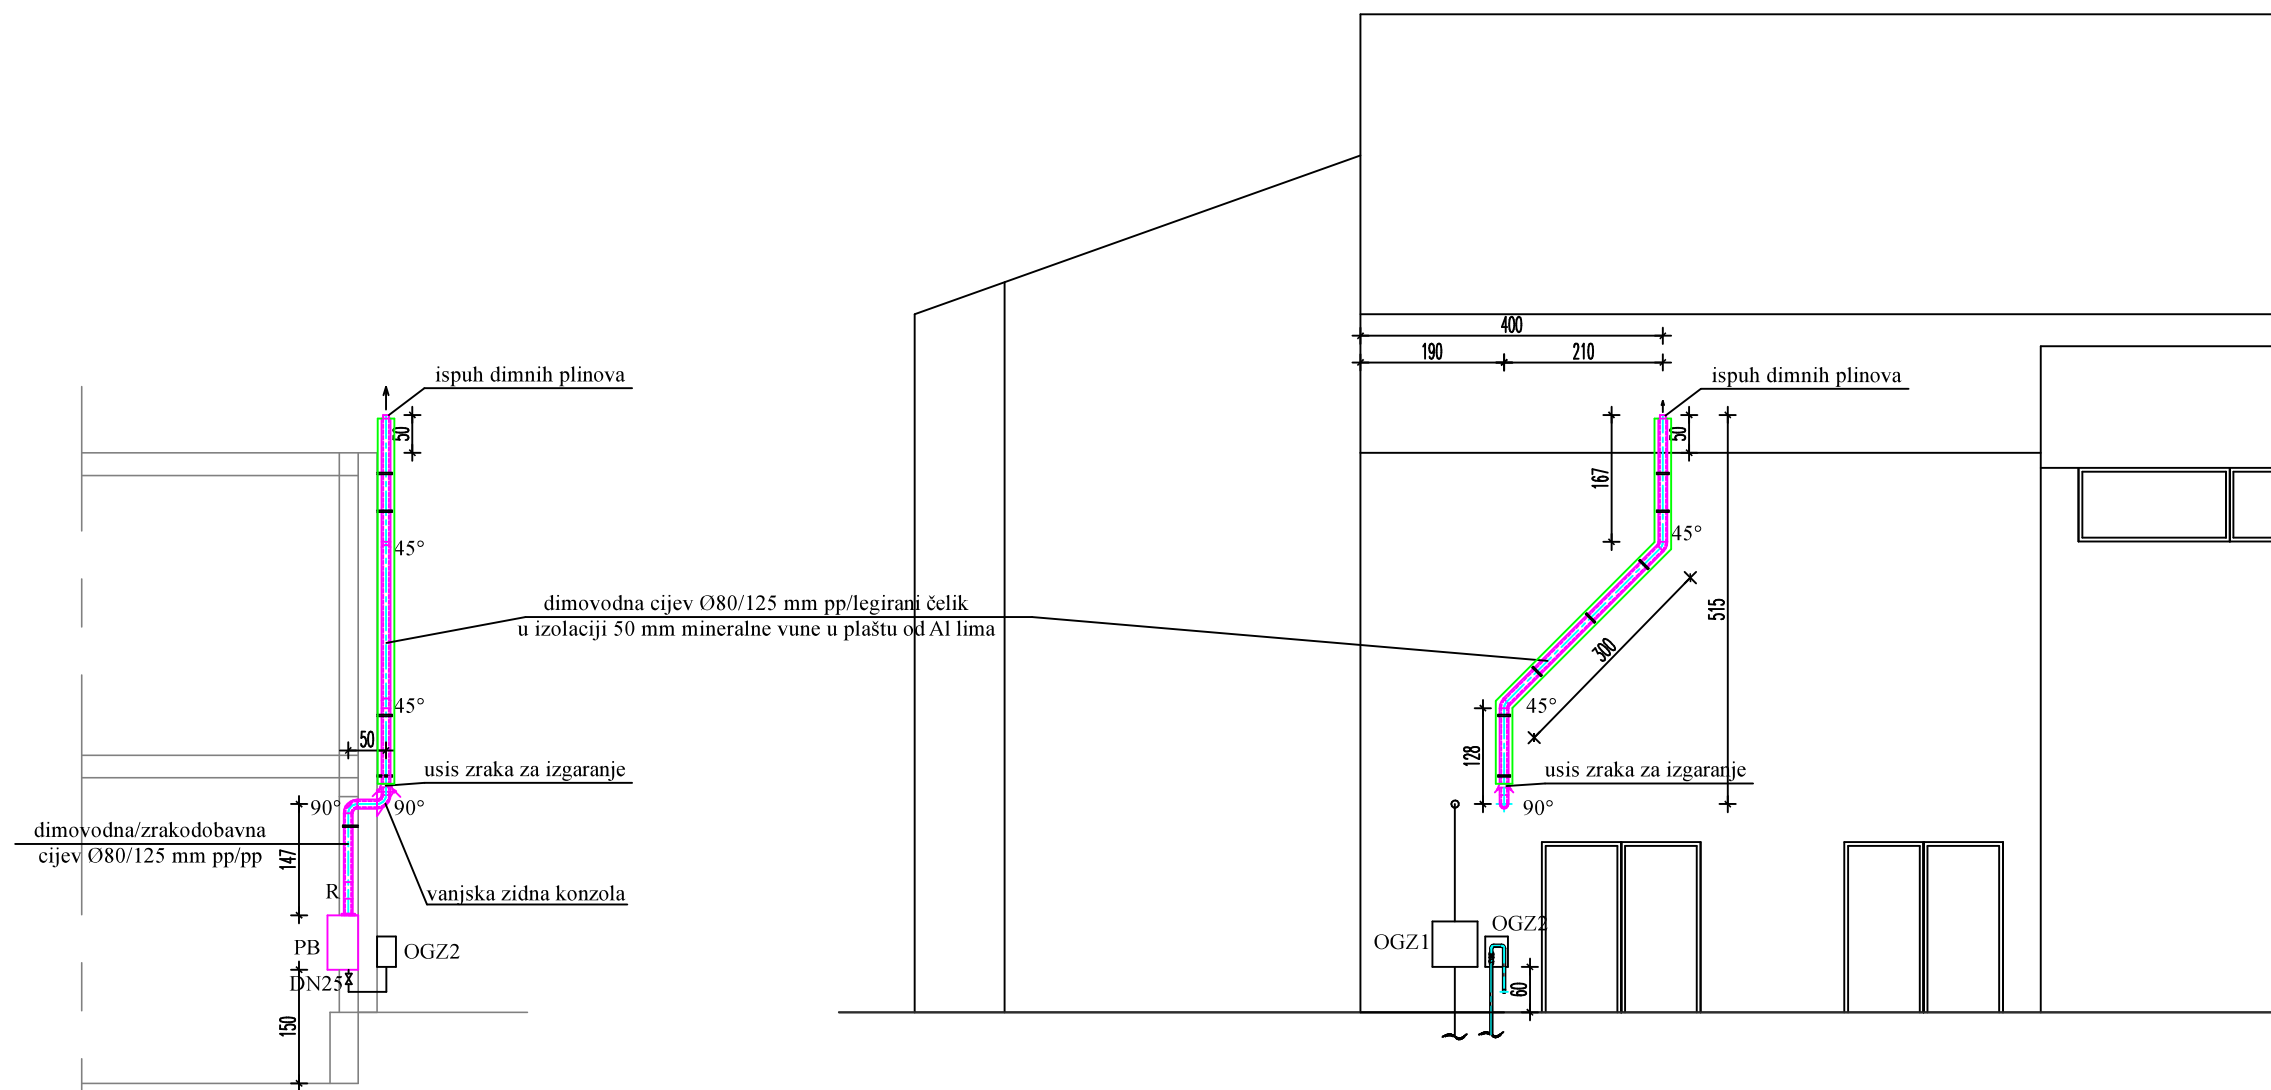 ispuh dimnih plinova
50
45°
dimovodna cijev Ø80/125 mm pp/legirani čelik
u izolaciji 50 mm mineralne vune u plaštu od Al lima
45°
50
usis zraka za izgaranje
90°
90°
dimovodna/zrakodobavna
cijev Ø80/125 mm pp/pp
147
R
vanjska zidna konzola
PB
OGZ2
DN25
150
400
190
210
ispuh dimnih plinova
50
167
45°
515
300
45°
128
usis zraka za izgaranje
90°
OGZ1
OGZ2
60